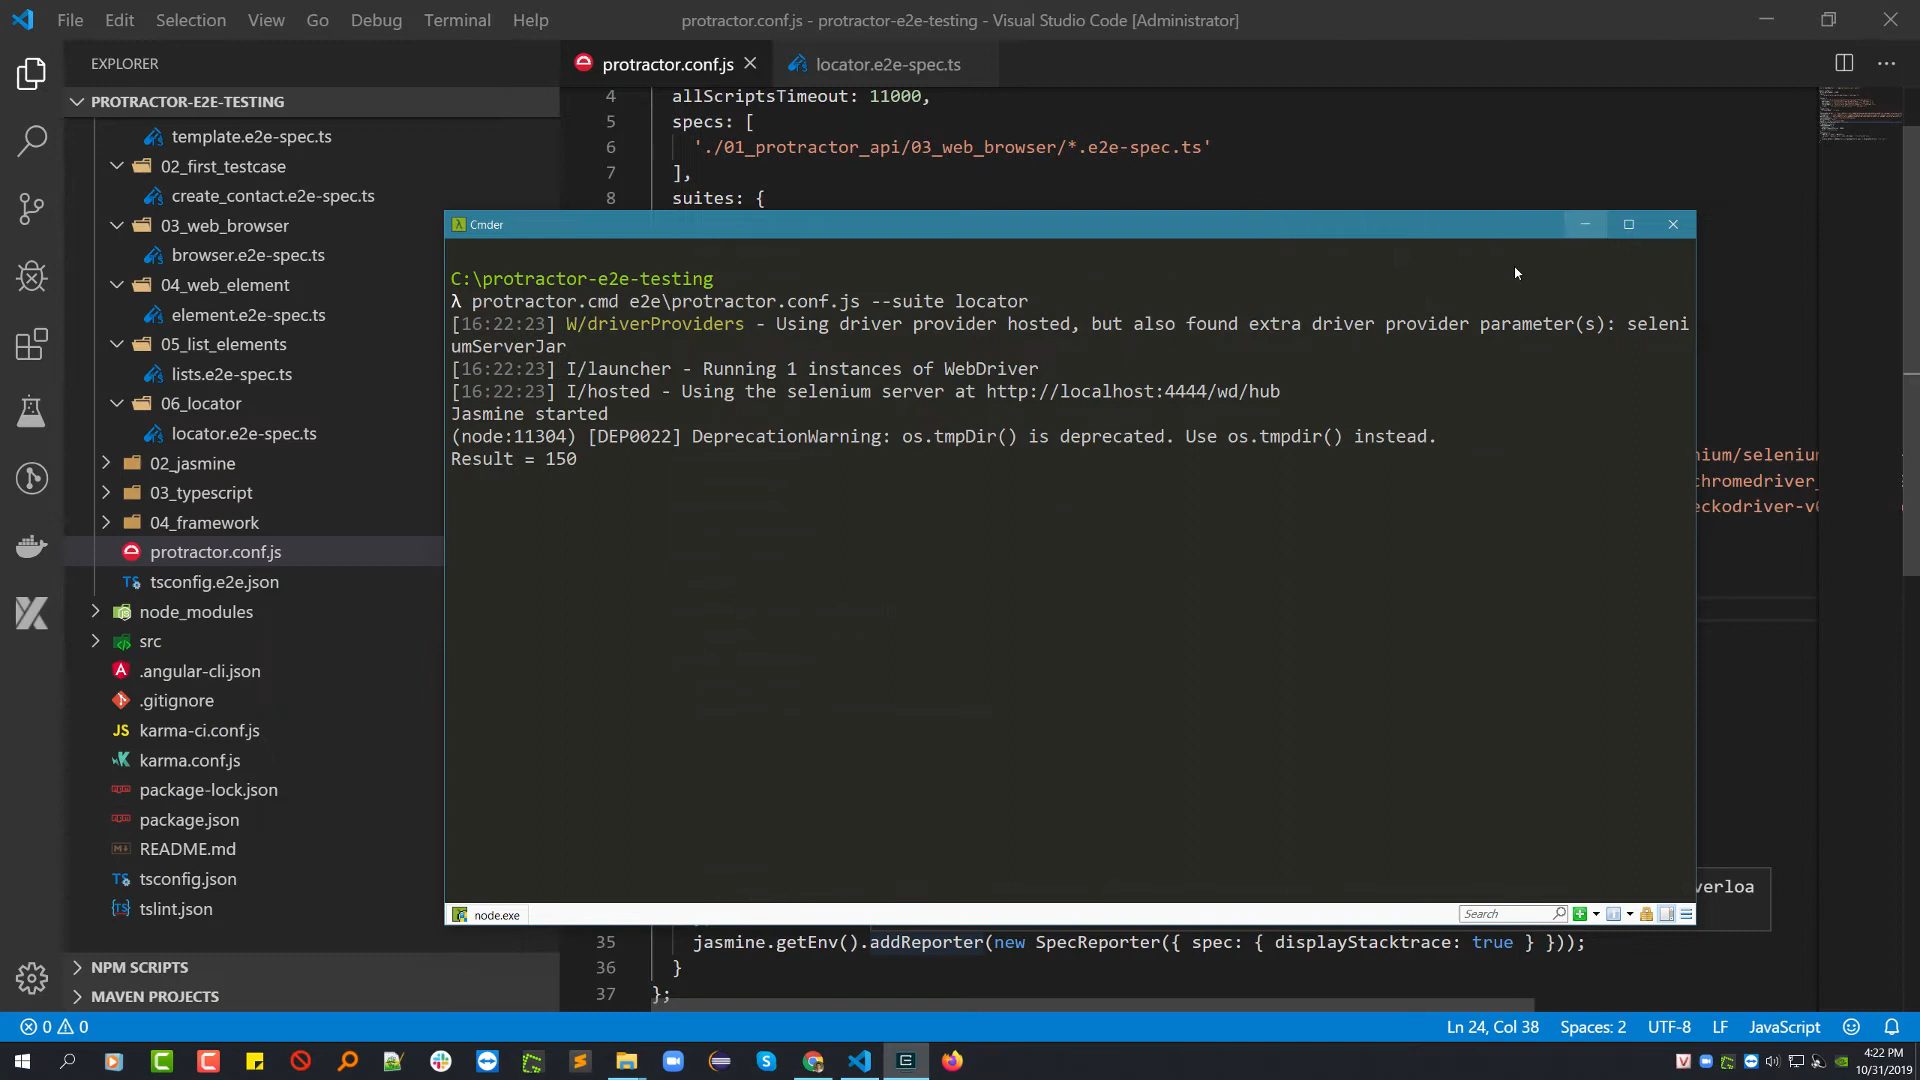 File Edit Selection View Go Debug Terminal Help
protractor.conf.js - protractor-e2e-testing - Visual Studio Code [Administrator]
EXPLORER
PROTRACTOR-E2E-TESTING
template.e2e-spec.ts
02_first_testcase
create_contact.e2e-spec.ts
03_web_browser
browser.e2e-spec.ts
04_web_element
element.e2e-spec.ts
05_list_elements
lists.e2e-spec.ts
06_locator
locator.e2e-spec.ts
02_jasmine
03_typescript
04_framework
protractor.conf.js
tsconfig.e2e.json
node_modules
src
.angular-cli.json
.gitignore
karma-ci.conf.js
karma.conf.js
package-lock.json
package.json
README.md
tsconfig.json
tslint.json
NPM SCRIPTS
MAVEN PROJECTS
protractor.conf.js
locator.e2e-spec.ts
4 allScriptsTimeout: 11000,
5 specs: [
6 './01_protractor_api/03_web_browser/*.e2e-spec.ts'
7 ],
8 suites: {
Cmder
C:\protractor-e2e-testing
λ protractor.cmd e2e\protractor.conf.js --suite locator
[16:22:23] W/driverProviders - Using driver provider hosted, but also found extra driver provider parameter(s): seleni
umServerJar
[16:22:23] I/launcher - Running 1 instances of WebDriver
[16:22:23] I/hosted - Using the selenium server at http://localhost:4444/wd/hub
Jasmine started
(node:11304) [DEP0022] DeprecationWarning: os.tmpDir() is deprecated. Use os.tmpdir() instead.
Result = 150
node.exe
Search
nium/seleniu
chromedriver_
eckodriver-v
verloa
35 jasmine.getEnv().addReporter(new SpecReporter({ spec: { displayStacktrace: true } }));
36 }
37 };
0 0
Ln 24, Col 38 Spaces: 2 UTF-8 LF JavaScript
4:22 PM
10/31/2019